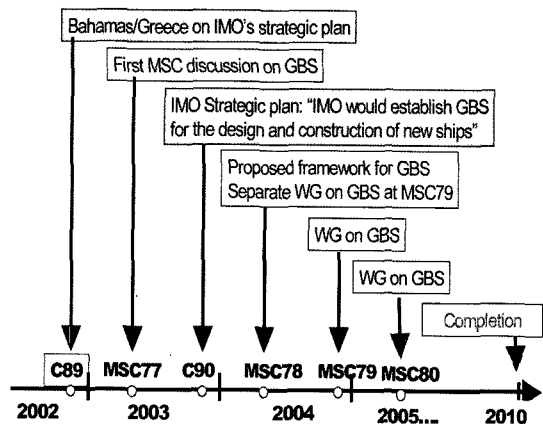 Bahamas/Greece on IMO's strategic plan
First MSC discussion on GBS
IMO Strategic plan: "IMO would establish GBS
for the design and construction of new ships"
Proposed framework for GBS
Separate WG on GBS at MSC79
WG on GBS
WG on GBS
Completion
C89
MSC77
C90
MSC78
MSC79
MSC80
2002
2003
2004
2005....
2010